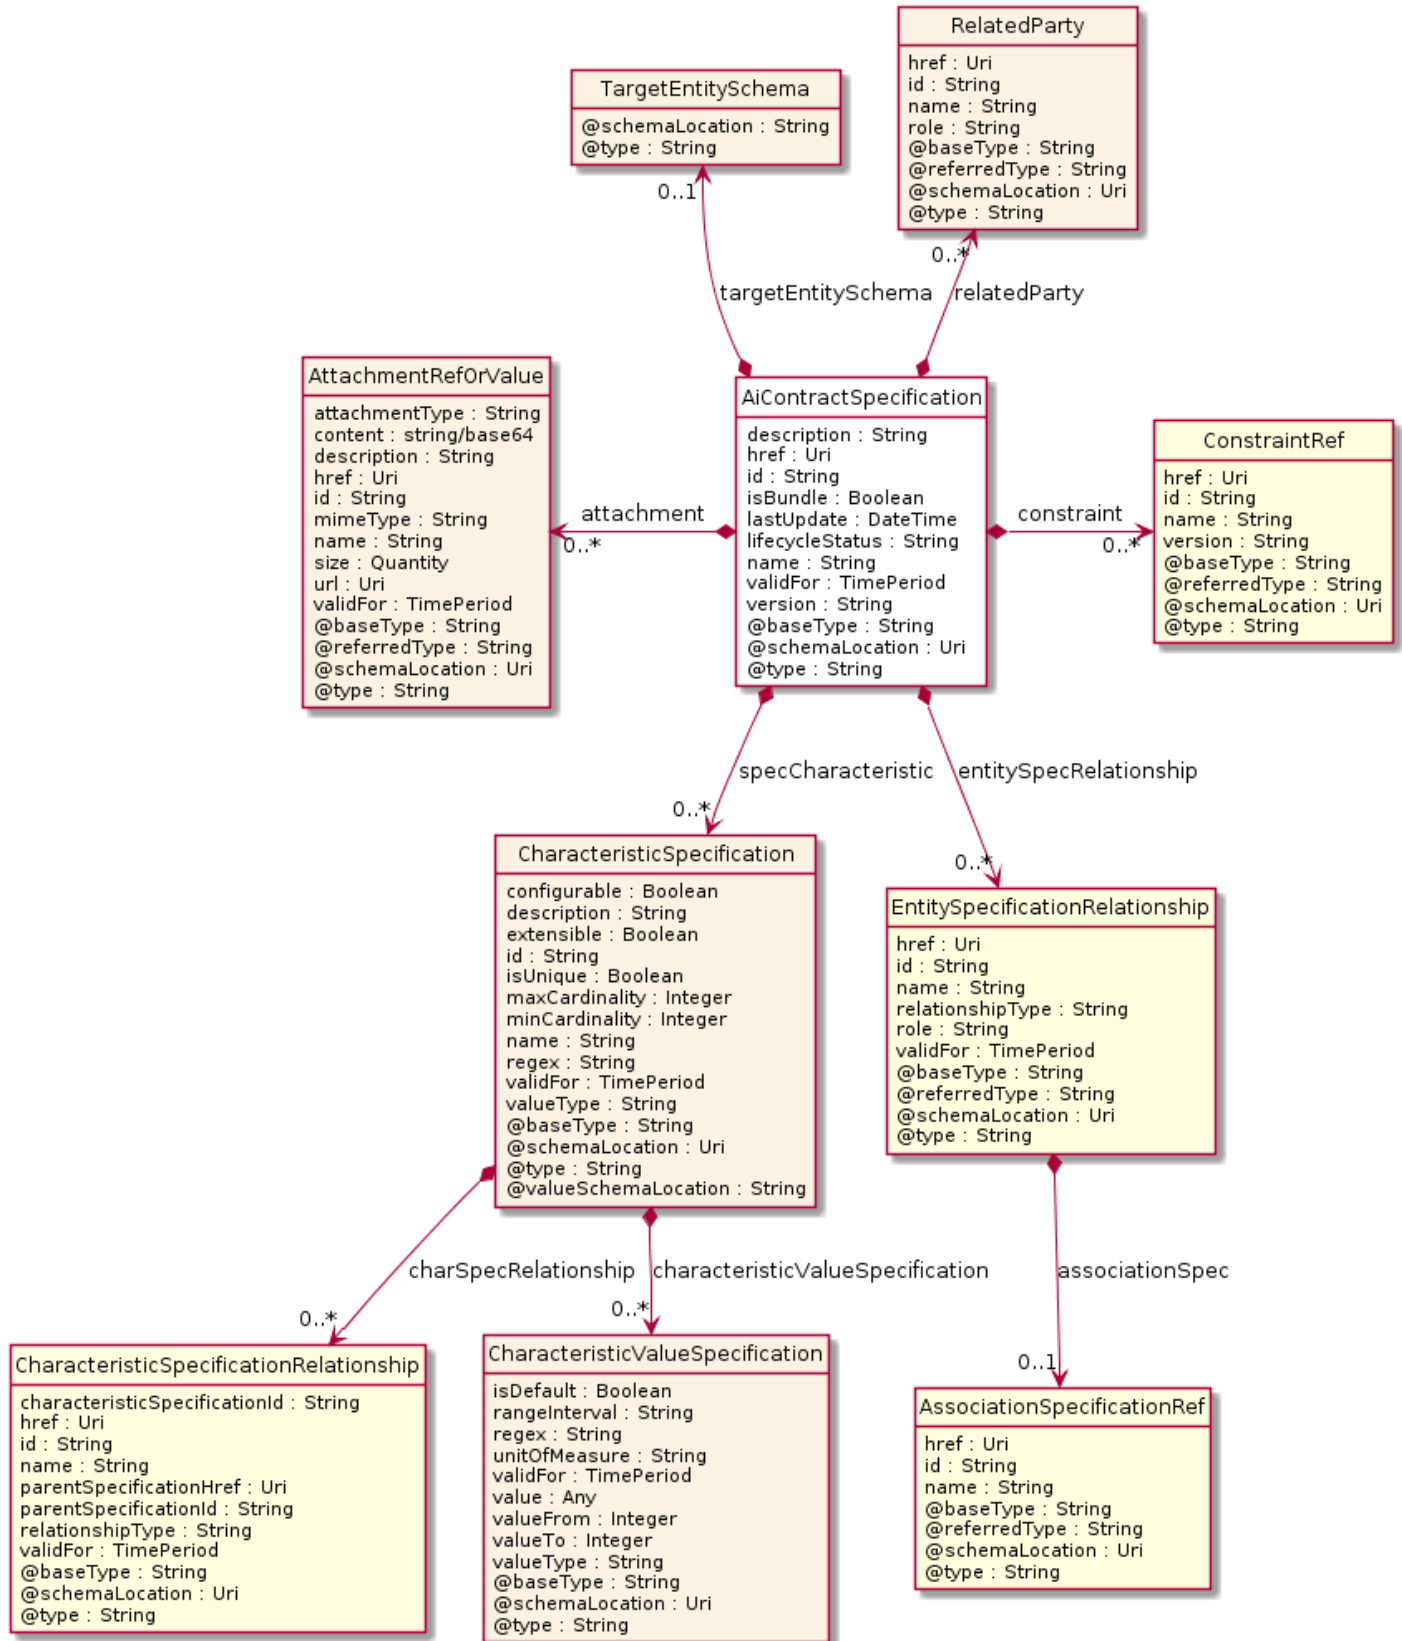 RelatedParty
href : Uri
id : String
name : String
role : String
@baseType : String
@referredType : String
@schemaLocation : Uri
@type : String
TargetEntitySchema
@schemaLocation : String
@type : String
0..1
0..*
targetEntitySchema
relatedParty
AttachmentRefOrValue
attachmentType : String
content : string/base64
description : String
href : Uri
id : String
mimeType : String
name : String
size : Quantity
url : Uri
validFor : TimePeriod
@baseType : String
@referredType : String
@schemaLocation : Uri
@type : String
attachment
0..*
AiContractSpecification
description : String
href : Uri
id : String
isBundle : Boolean
lastUpdate : DateTime
lifecycleStatus : String
name : String
validFor : TimePeriod
version : String
@baseType : String
@schemaLocation : Uri
@type : String
constraint
0..*
ConstraintRef
href : Uri
id : String
name : String
version : String
@baseType : String
@referredType : String
@schemaLocation : Uri
@type : String
specCharacteristic
entitySpecRelationship
0..*
0..*
CharacteristicSpecification
configurable : Boolean
description : String
extensible : Boolean
id : String
isUnique : Boolean
maxCardinality : Integer
minCardinality : Integer
name : String
regex : String
validFor : TimePeriod
valueType : String
@baseType : String
@schemaLocation : Uri
@type : String
@valueSchemaLocation : String
EntitySpecificationRelationship
href : Uri
id : String
name : String
relationshipType : String
role : String
validFor : TimePeriod
@baseType : String
@referredType : String
@schemaLocation : Uri
@type : String
charSpecRelationship
characteristicValueSpecification
associationSpec
0..*
0..*
0..1
CharacteristicSpecificationRelationship
characteristicSpecificationId : String
href : Uri
id : String
name : String
parentSpecificationHref : Uri
parentSpecificationId : String
relationshipType : String
validFor : TimePeriod
@baseType : String
@schemaLocation : Uri
@type : String
CharacteristicValueSpecification
isDefault : Boolean
rangeInterval : String
regex : String
unitOfMeasure : String
validFor : TimePeriod
value : Any
valueFrom : Integer
valueTo : Integer
valueType : String
@baseType : String
@schemaLocation : Uri
@type : String
AssociationSpecificationRef
href : Uri
id : String
name : String
@baseType : String
@referredType : String
@schemaLocation : Uri
@type : String